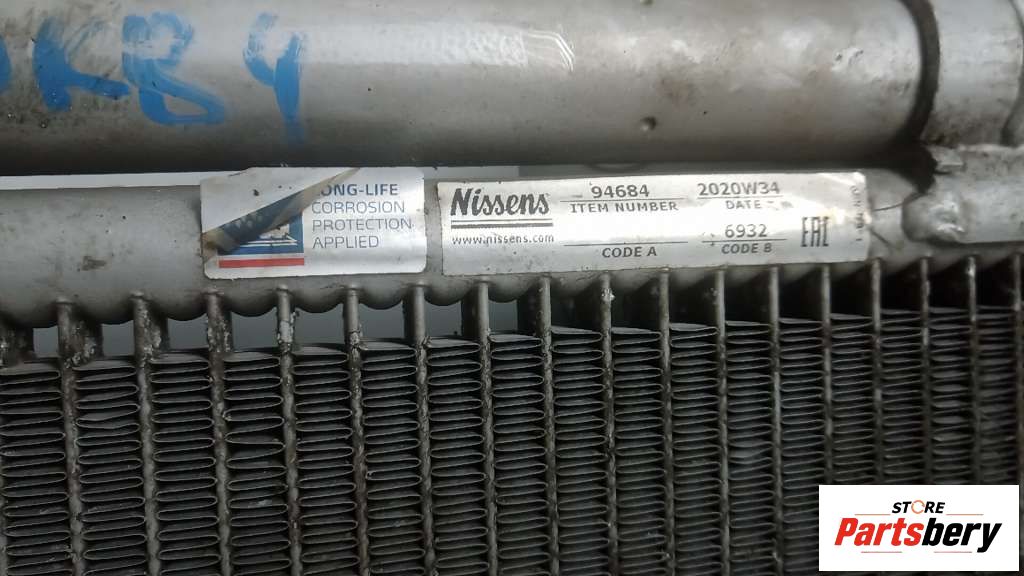 KB4
ONG-LIFE
CORROSION
PROTECTION
APPLIED
Nissens
www.nissens.com
94684
ITEM NUMBER
2020W34
DATE
CODE A
6932
CODE B
EAC
STORE
Partsbery